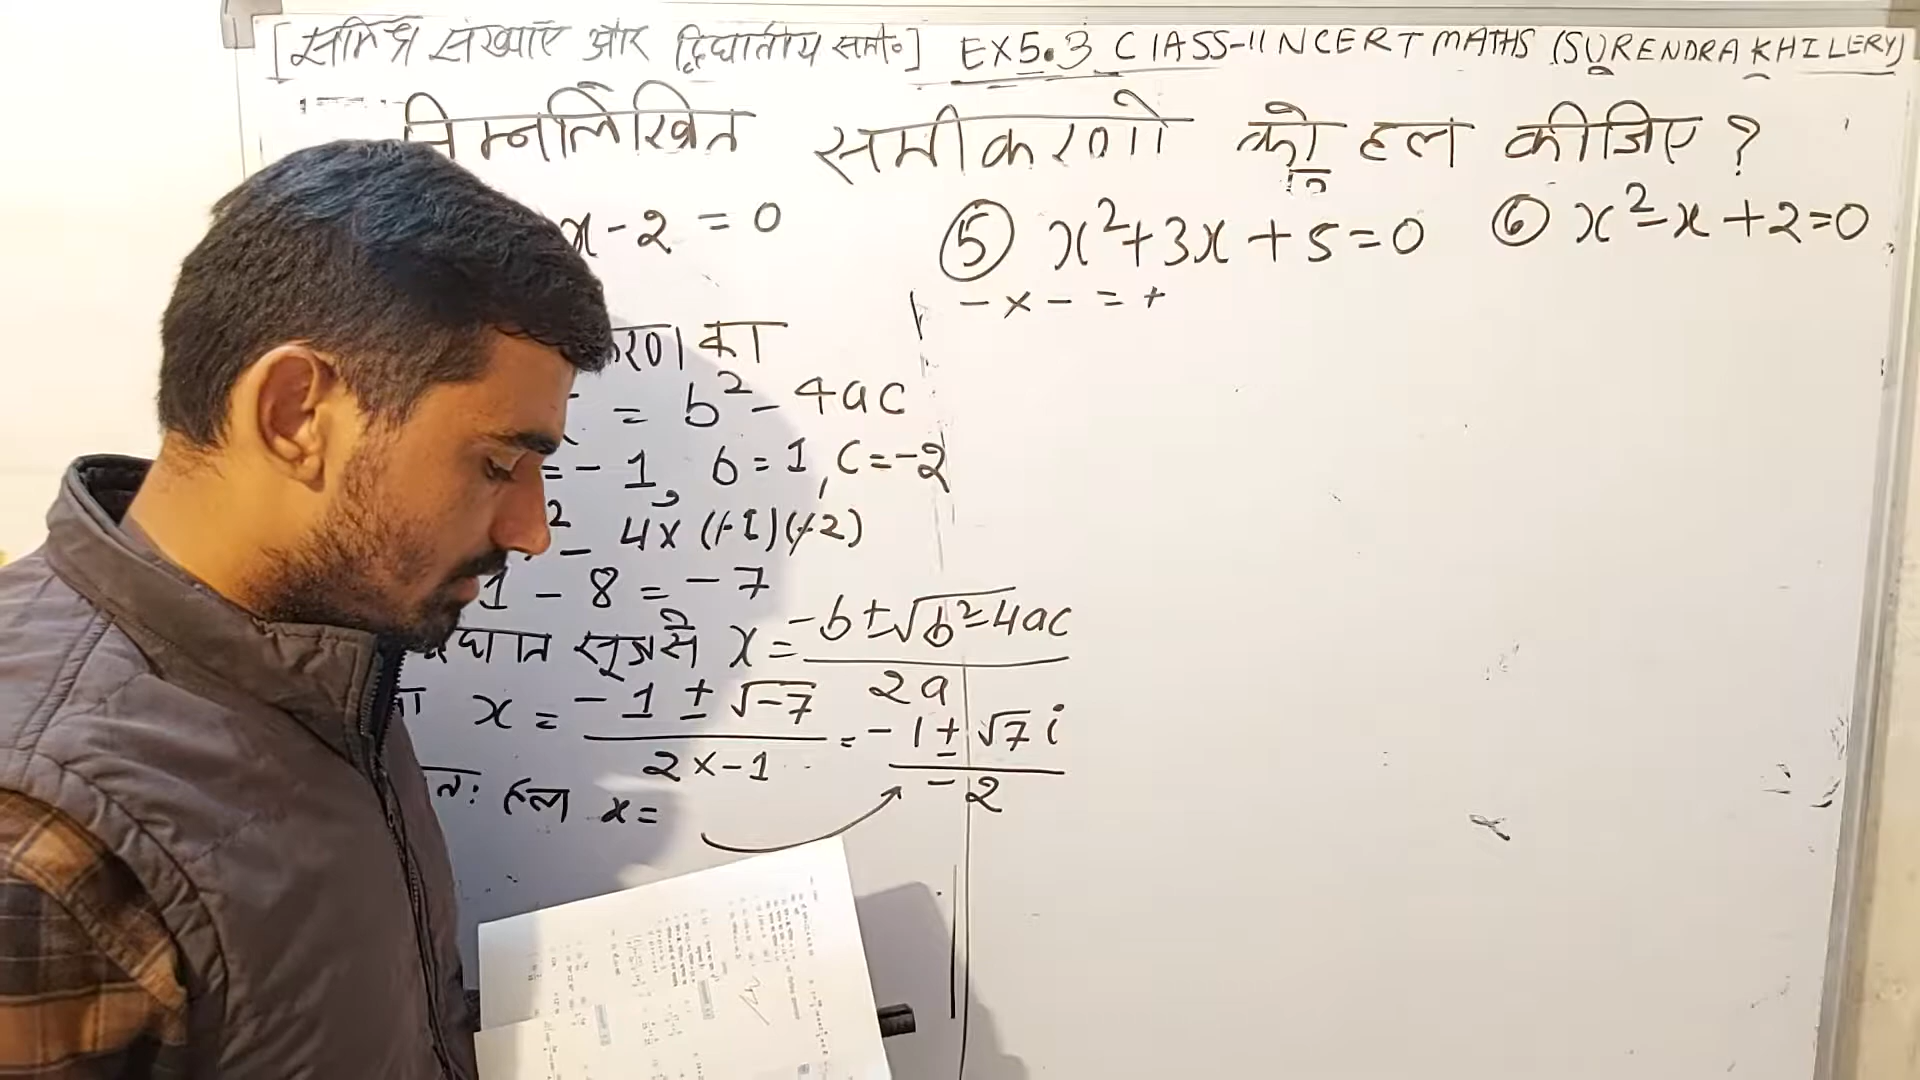 [समिश्र संख्याए और द्विघातीय समी०] EX5.3 CLASS-11 NCERT MATHS (SURENDRA KHILERY)
निम्नलिखित समीकरणो को हल कीजिए ?
x - 2 = 0 ⑤ x²+3x+5=0 ⑥ x²-x+2=0
- x - = +
का
= b² - 4ac
= - 1, b = 1, c = -2
² - 4x (-1)(-2)
1 - 8 = - 7
सूत्र से x = -b ± √b²-4ac / 2a
x = - 1 ± √-7 / 2x-1 = - 1 ± √7 i / - 2
हल x =